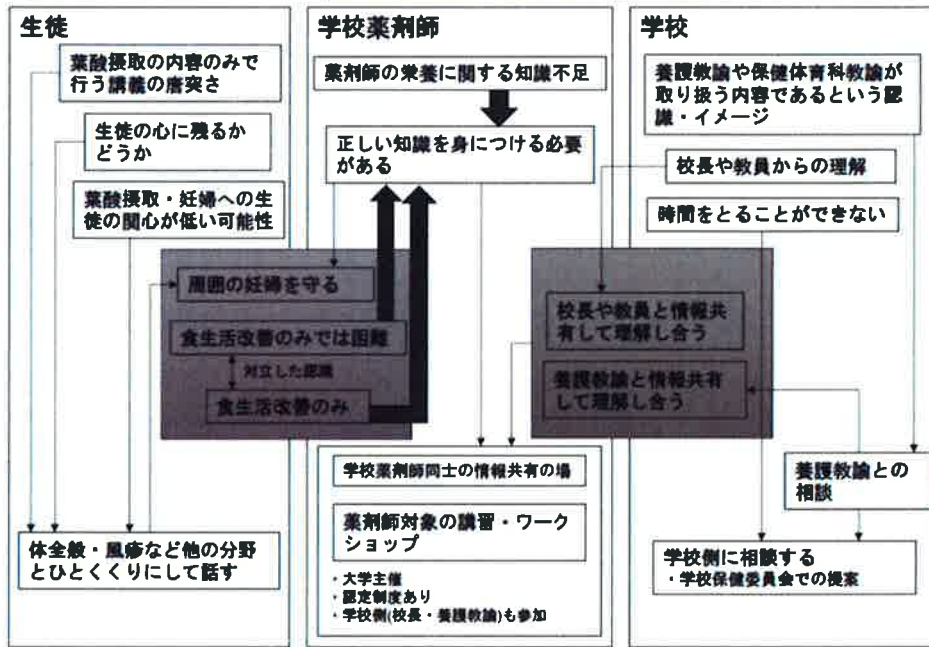 生徒
葉酸摂取の内容のみで
行う講義の唐突さ
生徒の心に残るか
どうか
葉酸摂取・妊婦への生
徒の関心が低い可能性
周囲の妊婦を守る
食生活改善のみでは困難
対立した認識
食生活改善のみ
体全般・風疹など他の分野
とひとくくりにして話す
学校薬剤師
薬剤師の栄養に関する知識不足
正しい知識を身につける必要
がある
学校薬剤師同士の情報共有の場
薬剤師対象の講習・ワーク
ショップ
・大学主催
・認定制度あり
・学校側(校長・養護教諭)も参加
学校
養護教諭や保健体育科教諭が
取り扱う内容であるという認
識・イメージ
校長や教員からの理解
時間をとることができない
校長や教員と情報共
有して理解し合う
養護教諭と情報共有
して理解し合う
養護教諭との
相談
学校側に相談する
・学校保健委員会での提案